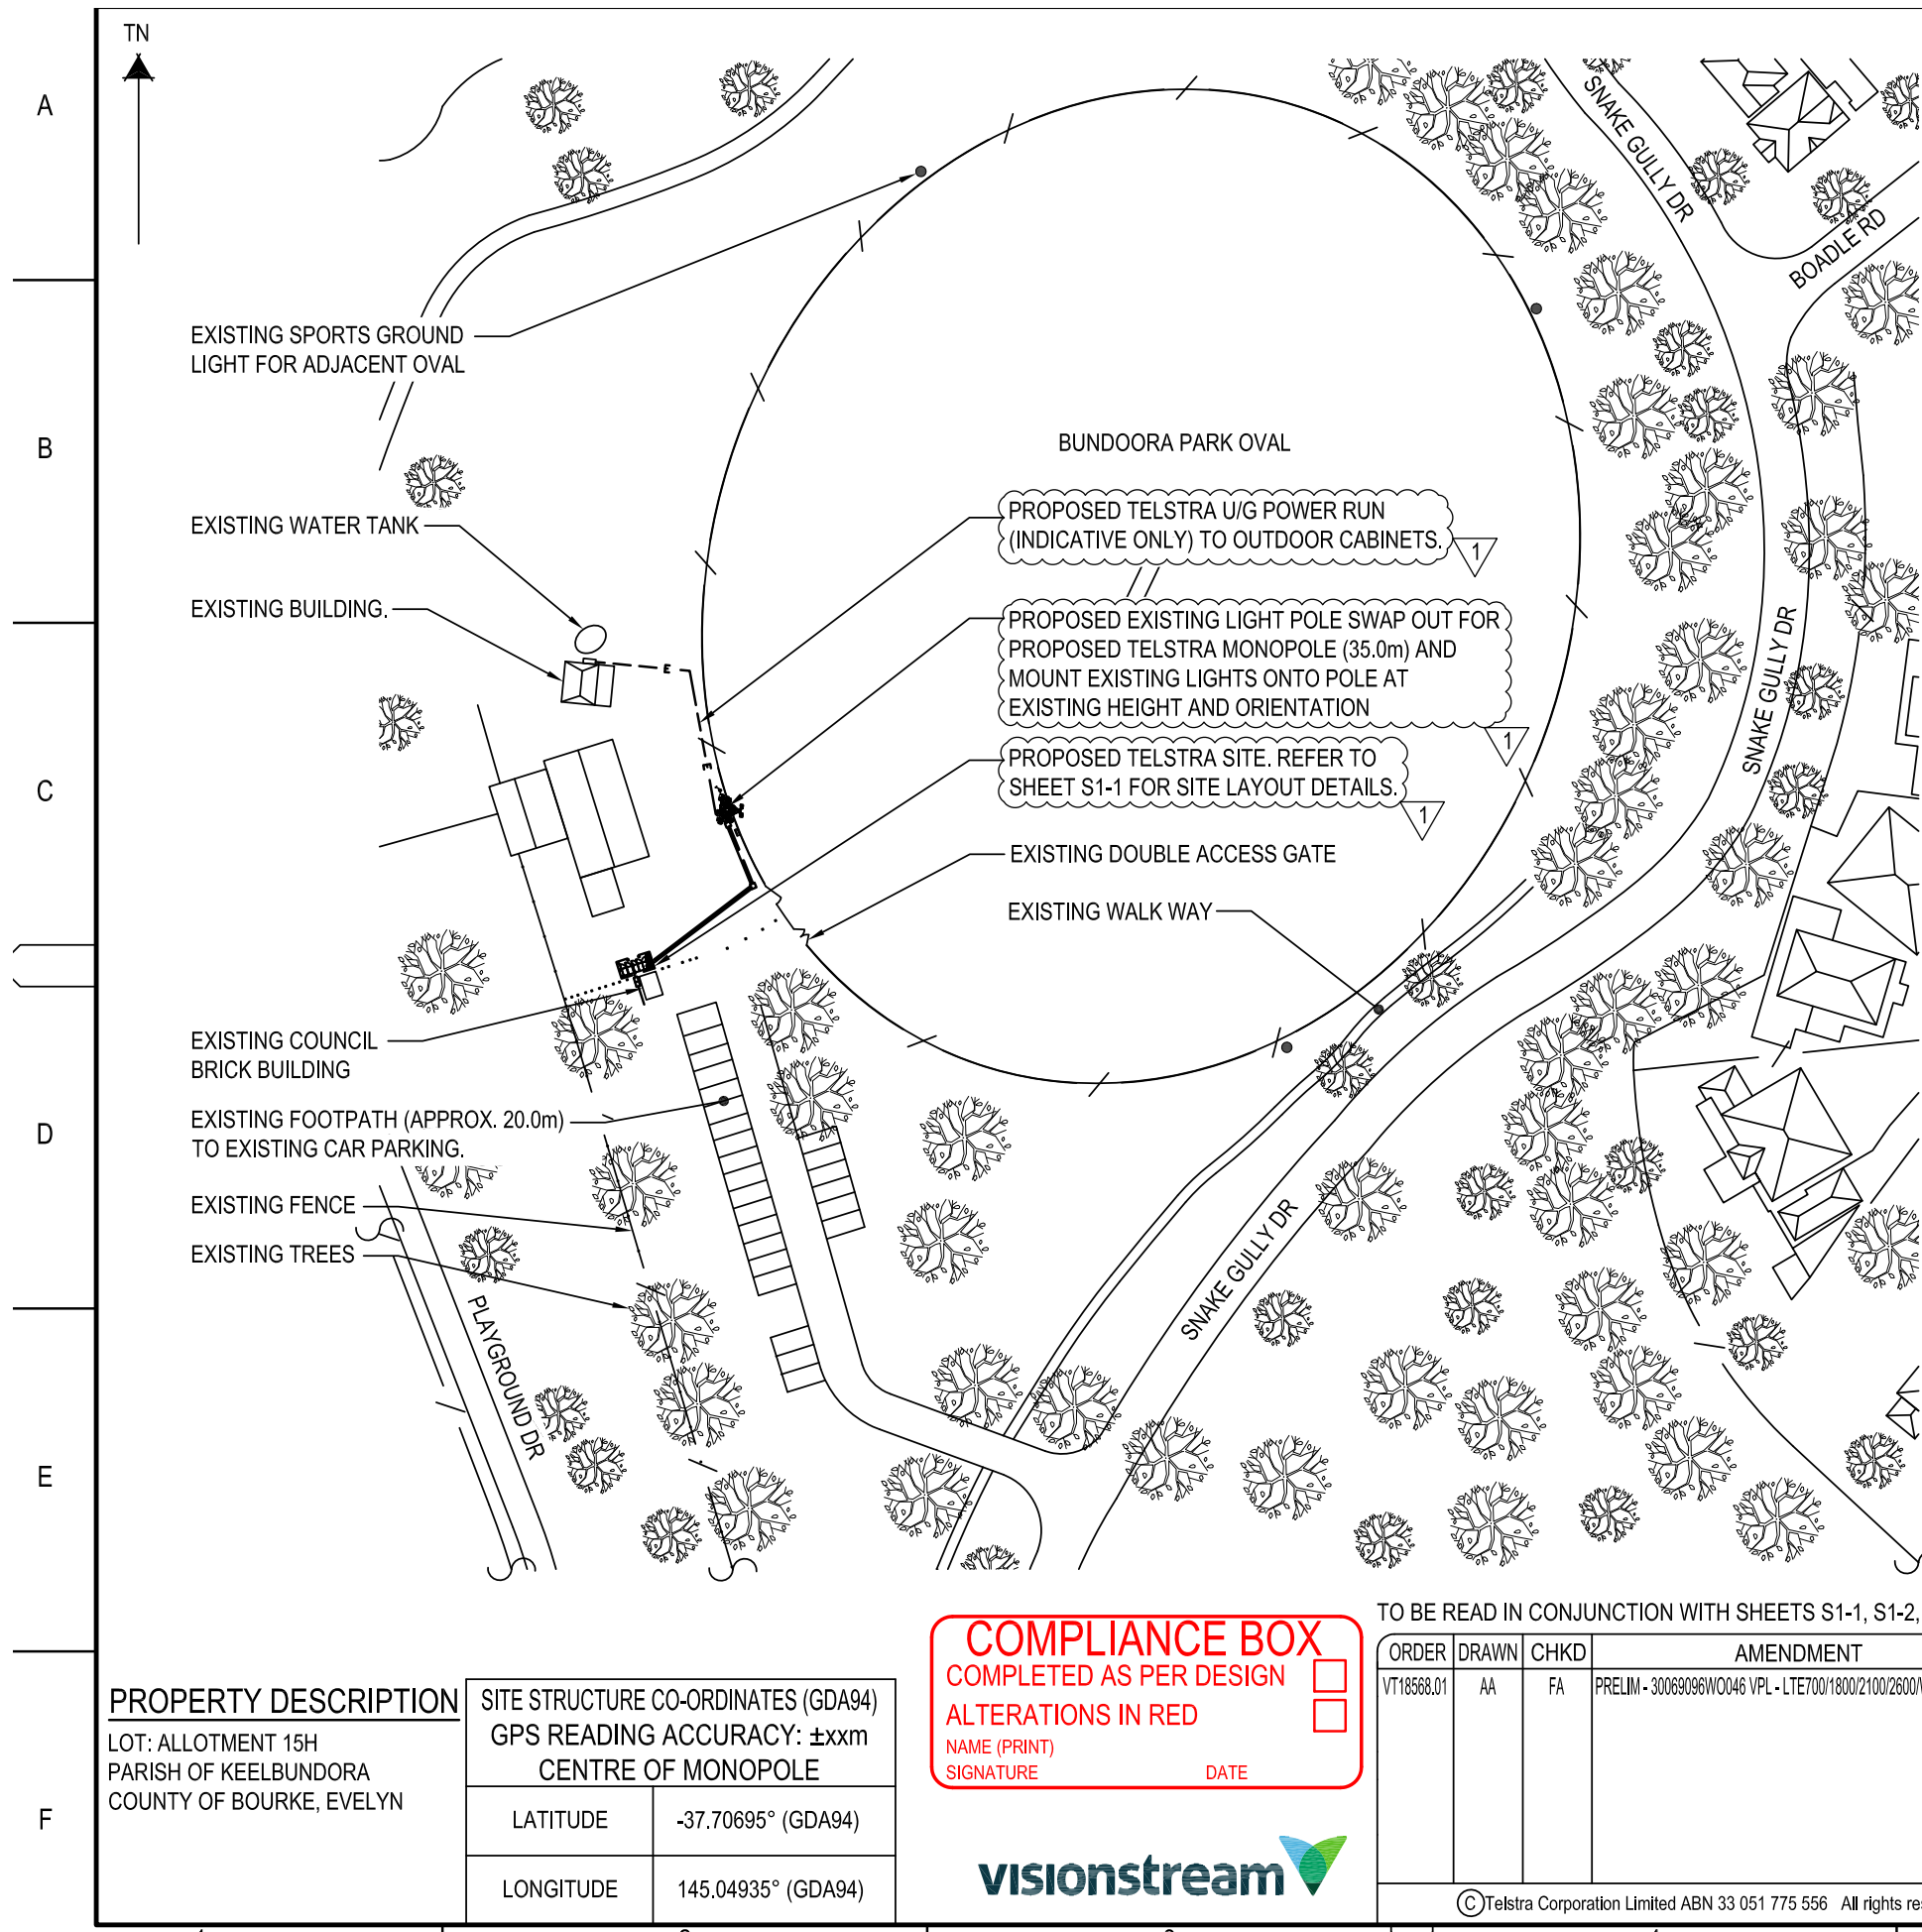 TN
A
B
C
D
E
F
SNAKE GULLY DR
BOADLE RD
EXISTING SPORTS GROUND
LIGHT FOR ADJACENT OVAL
BUNDOORA PARK OVAL
EXISTING WATER TANK
EXISTING BUILDING.
PROPOSED TELSTRA U/G POWER RUN
(INDICATIVE ONLY) TO OUTDOOR CABINETS.
1
PROPOSED EXISTING LIGHT POLE SWAP OUT FOR
PROPOSED TELSTRA MONOPOLE (35.0m) AND
MOUNT EXISTING LIGHTS ONTO POLE AT
EXISTING HEIGHT AND ORIENTATION
1
PROPOSED TELSTRA SITE. REFER TO
SHEET S1-1 FOR SITE LAYOUT DETAILS.
1
E
E
SNAKE GULLY DR
EXISTING DOUBLE ACCESS GATE
EXISTING WALK WAY
EXISTING COUNCIL
BRICK BUILDING
EXISTING FOOTPATH (APPROX. 20.0m)
TO EXISTING CAR PARKING.
EXISTING FENCE
EXISTING TREES
SNAKE GULLY DR
PLAYGROUND DR
PROPERTY DESCRIPTION
LOT: ALLOTMENT 15H
PARISH OF KEELBUNDORA
COUNTY OF BOURKE, EVELYN
SITE STRUCTURE CO-ORDINATES (GDA94)
GPS READING ACCURACY: ±xxm
CENTRE OF MONOPOLE
LATITUDE -37.70695° (GDA94)
LONGITUDE 145.04935° (GDA94)
COMPLIANCE BOX
COMPLETED AS PER DESIGN
ALTERATIONS IN RED
NAME (PRINT)
SIGNATURE DATE
visionstream
TO BE READ IN CONJUNCTION WITH SHEETS S1-1, S1-2,
ORDER DRAWN CHKD AMENDMENT
VT18568.01 AA FA PRELIM - 30069096WO046 VPL - LTE700/1800/2100/2600/
©Telstra Corporation Limited ABN 33 051 775 556 All rights